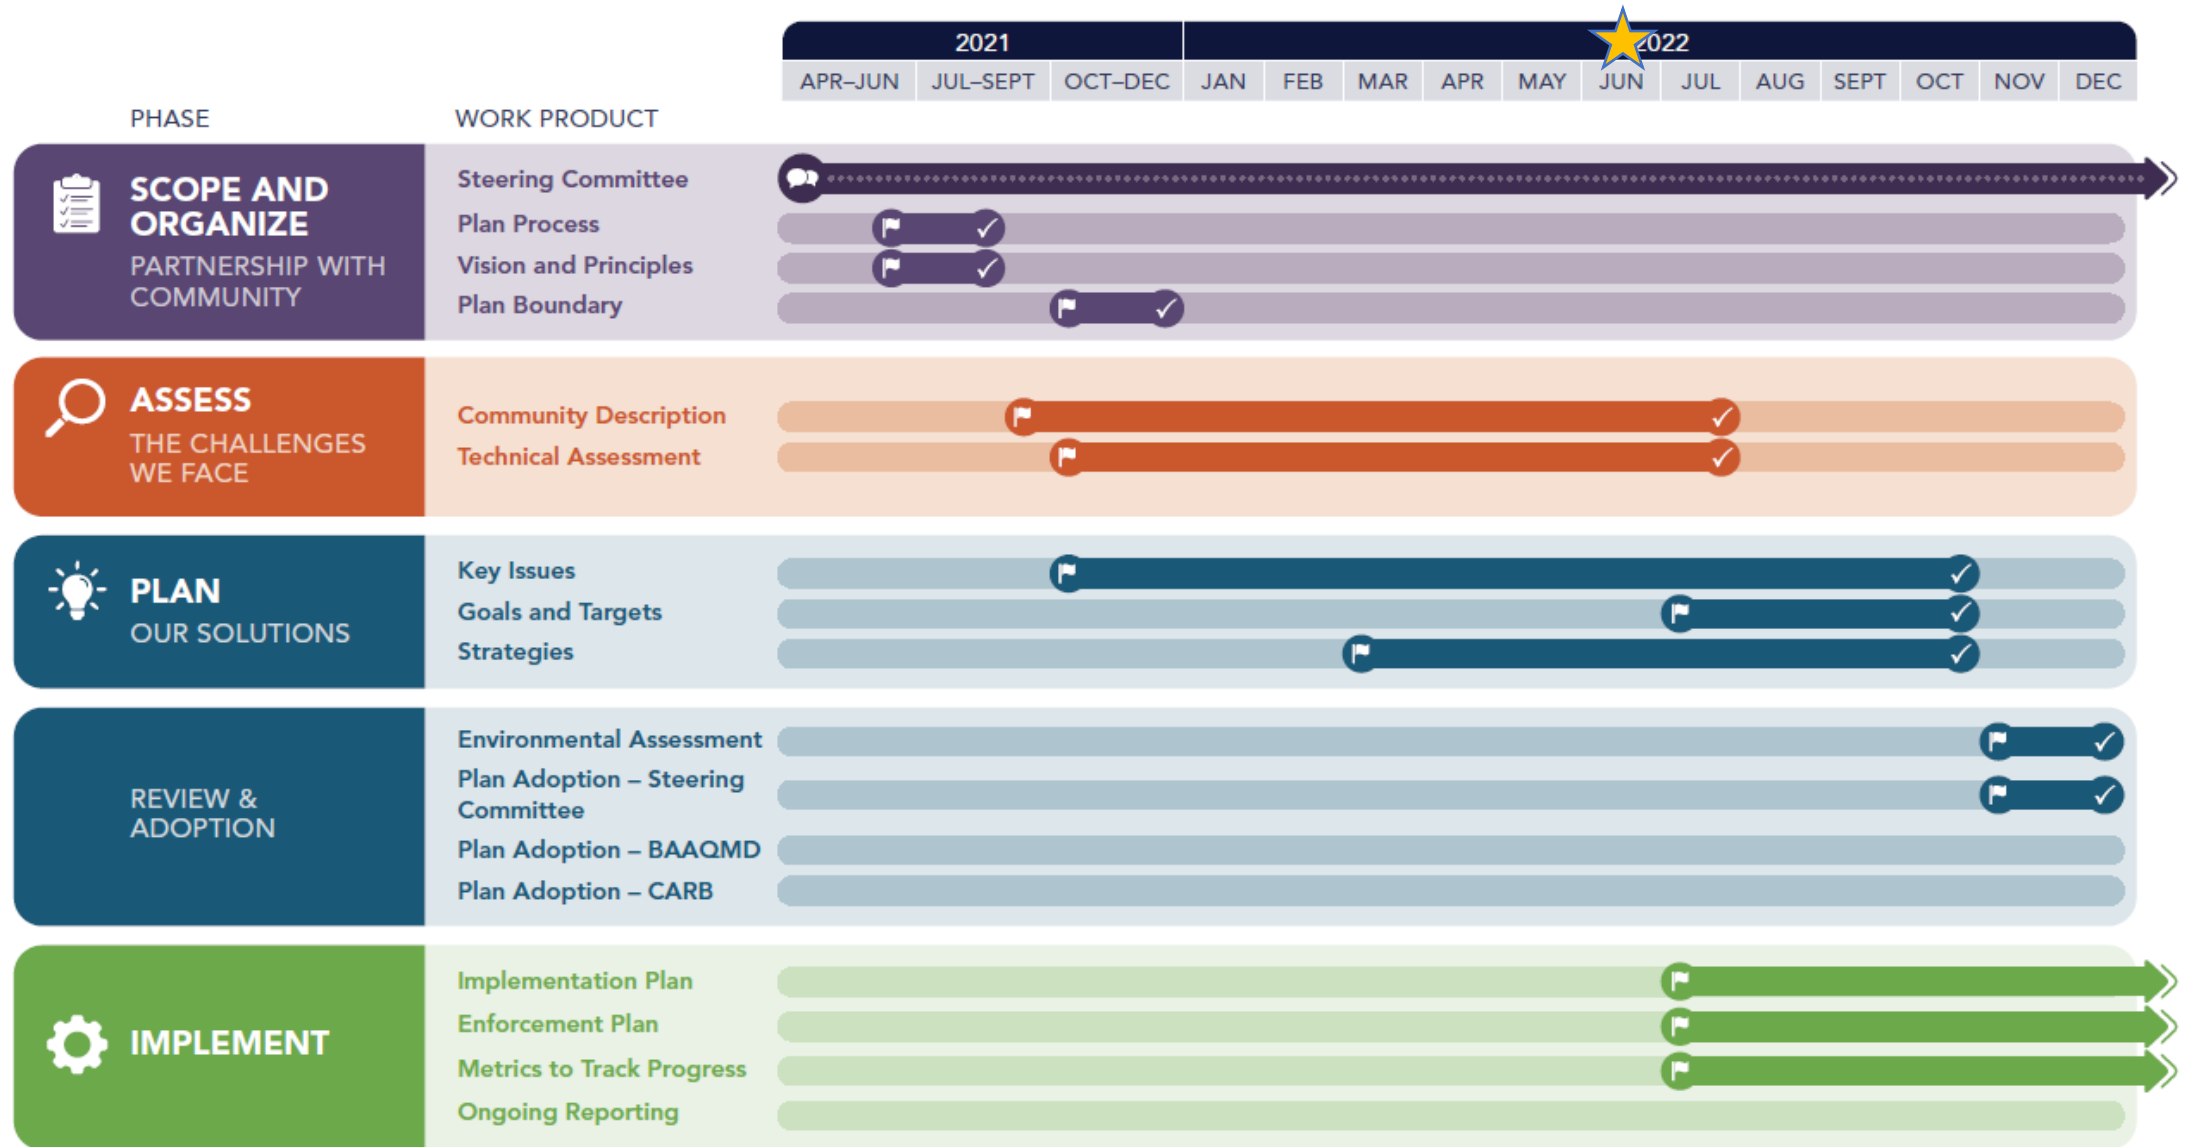 2021 2022
APR–JUN JUL–SEPT OCT–DEC JAN FEB MAR APR MAY JUN JUL AUG SEPT OCT NOV DEC
PHASE WORK PRODUCT
SCOPE AND
ORGANIZE
PARTNERSHIP WITH
COMMUNITY
Steering Committee
Plan Process
Vision and Principles
Plan Boundary
ASSESS
THE CHALLENGES
WE FACE
Community Description
Technical Assessment
PLAN
OUR SOLUTIONS
Key Issues
Goals and Targets
Strategies
REVIEW &
ADOPTION
Environmental Assessment
Plan Adoption – Steering
Committee
Plan Adoption – BAAQMD
Plan Adoption – CARB
IMPLEMENT
Implementation Plan
Enforcement Plan
Metrics to Track Progress
Ongoing Reporting